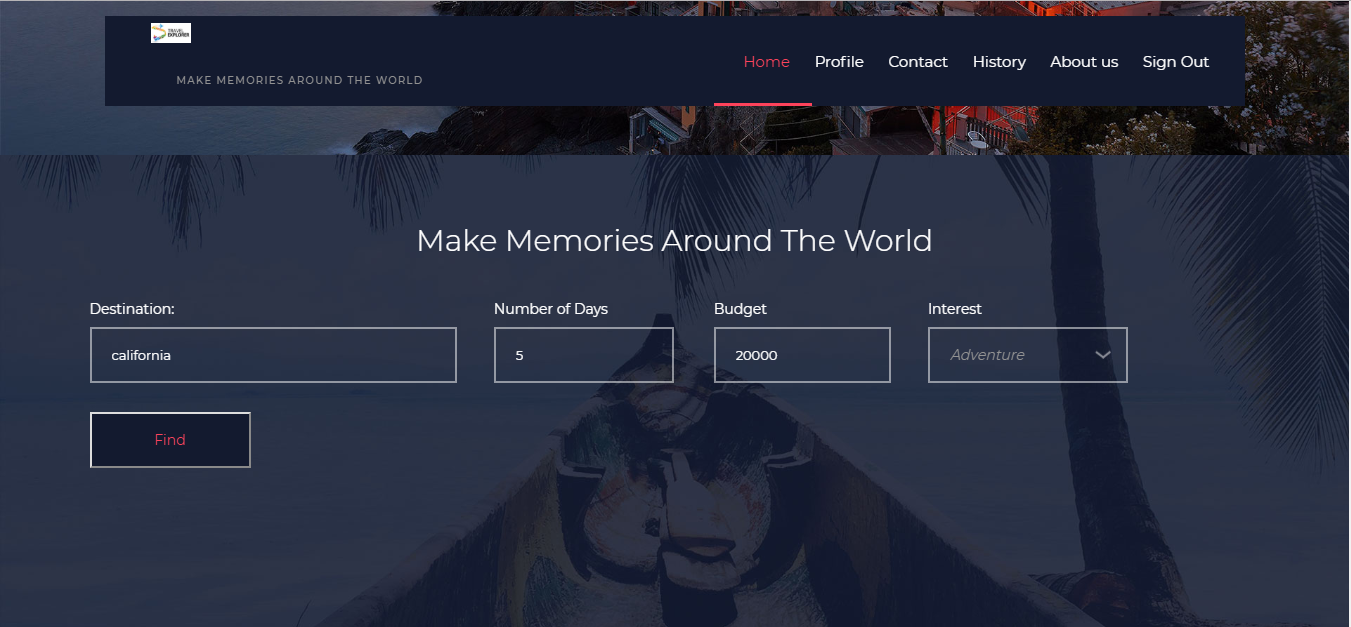 TRAVEL
EXPLORER
MAKE MEMORIES AROUND THE WORLD
Home Profile Contact History About us Sign Out
Make Memories Around The World
Destination: Number of Days Budget Interest
california 5 20000 Adventure
Find